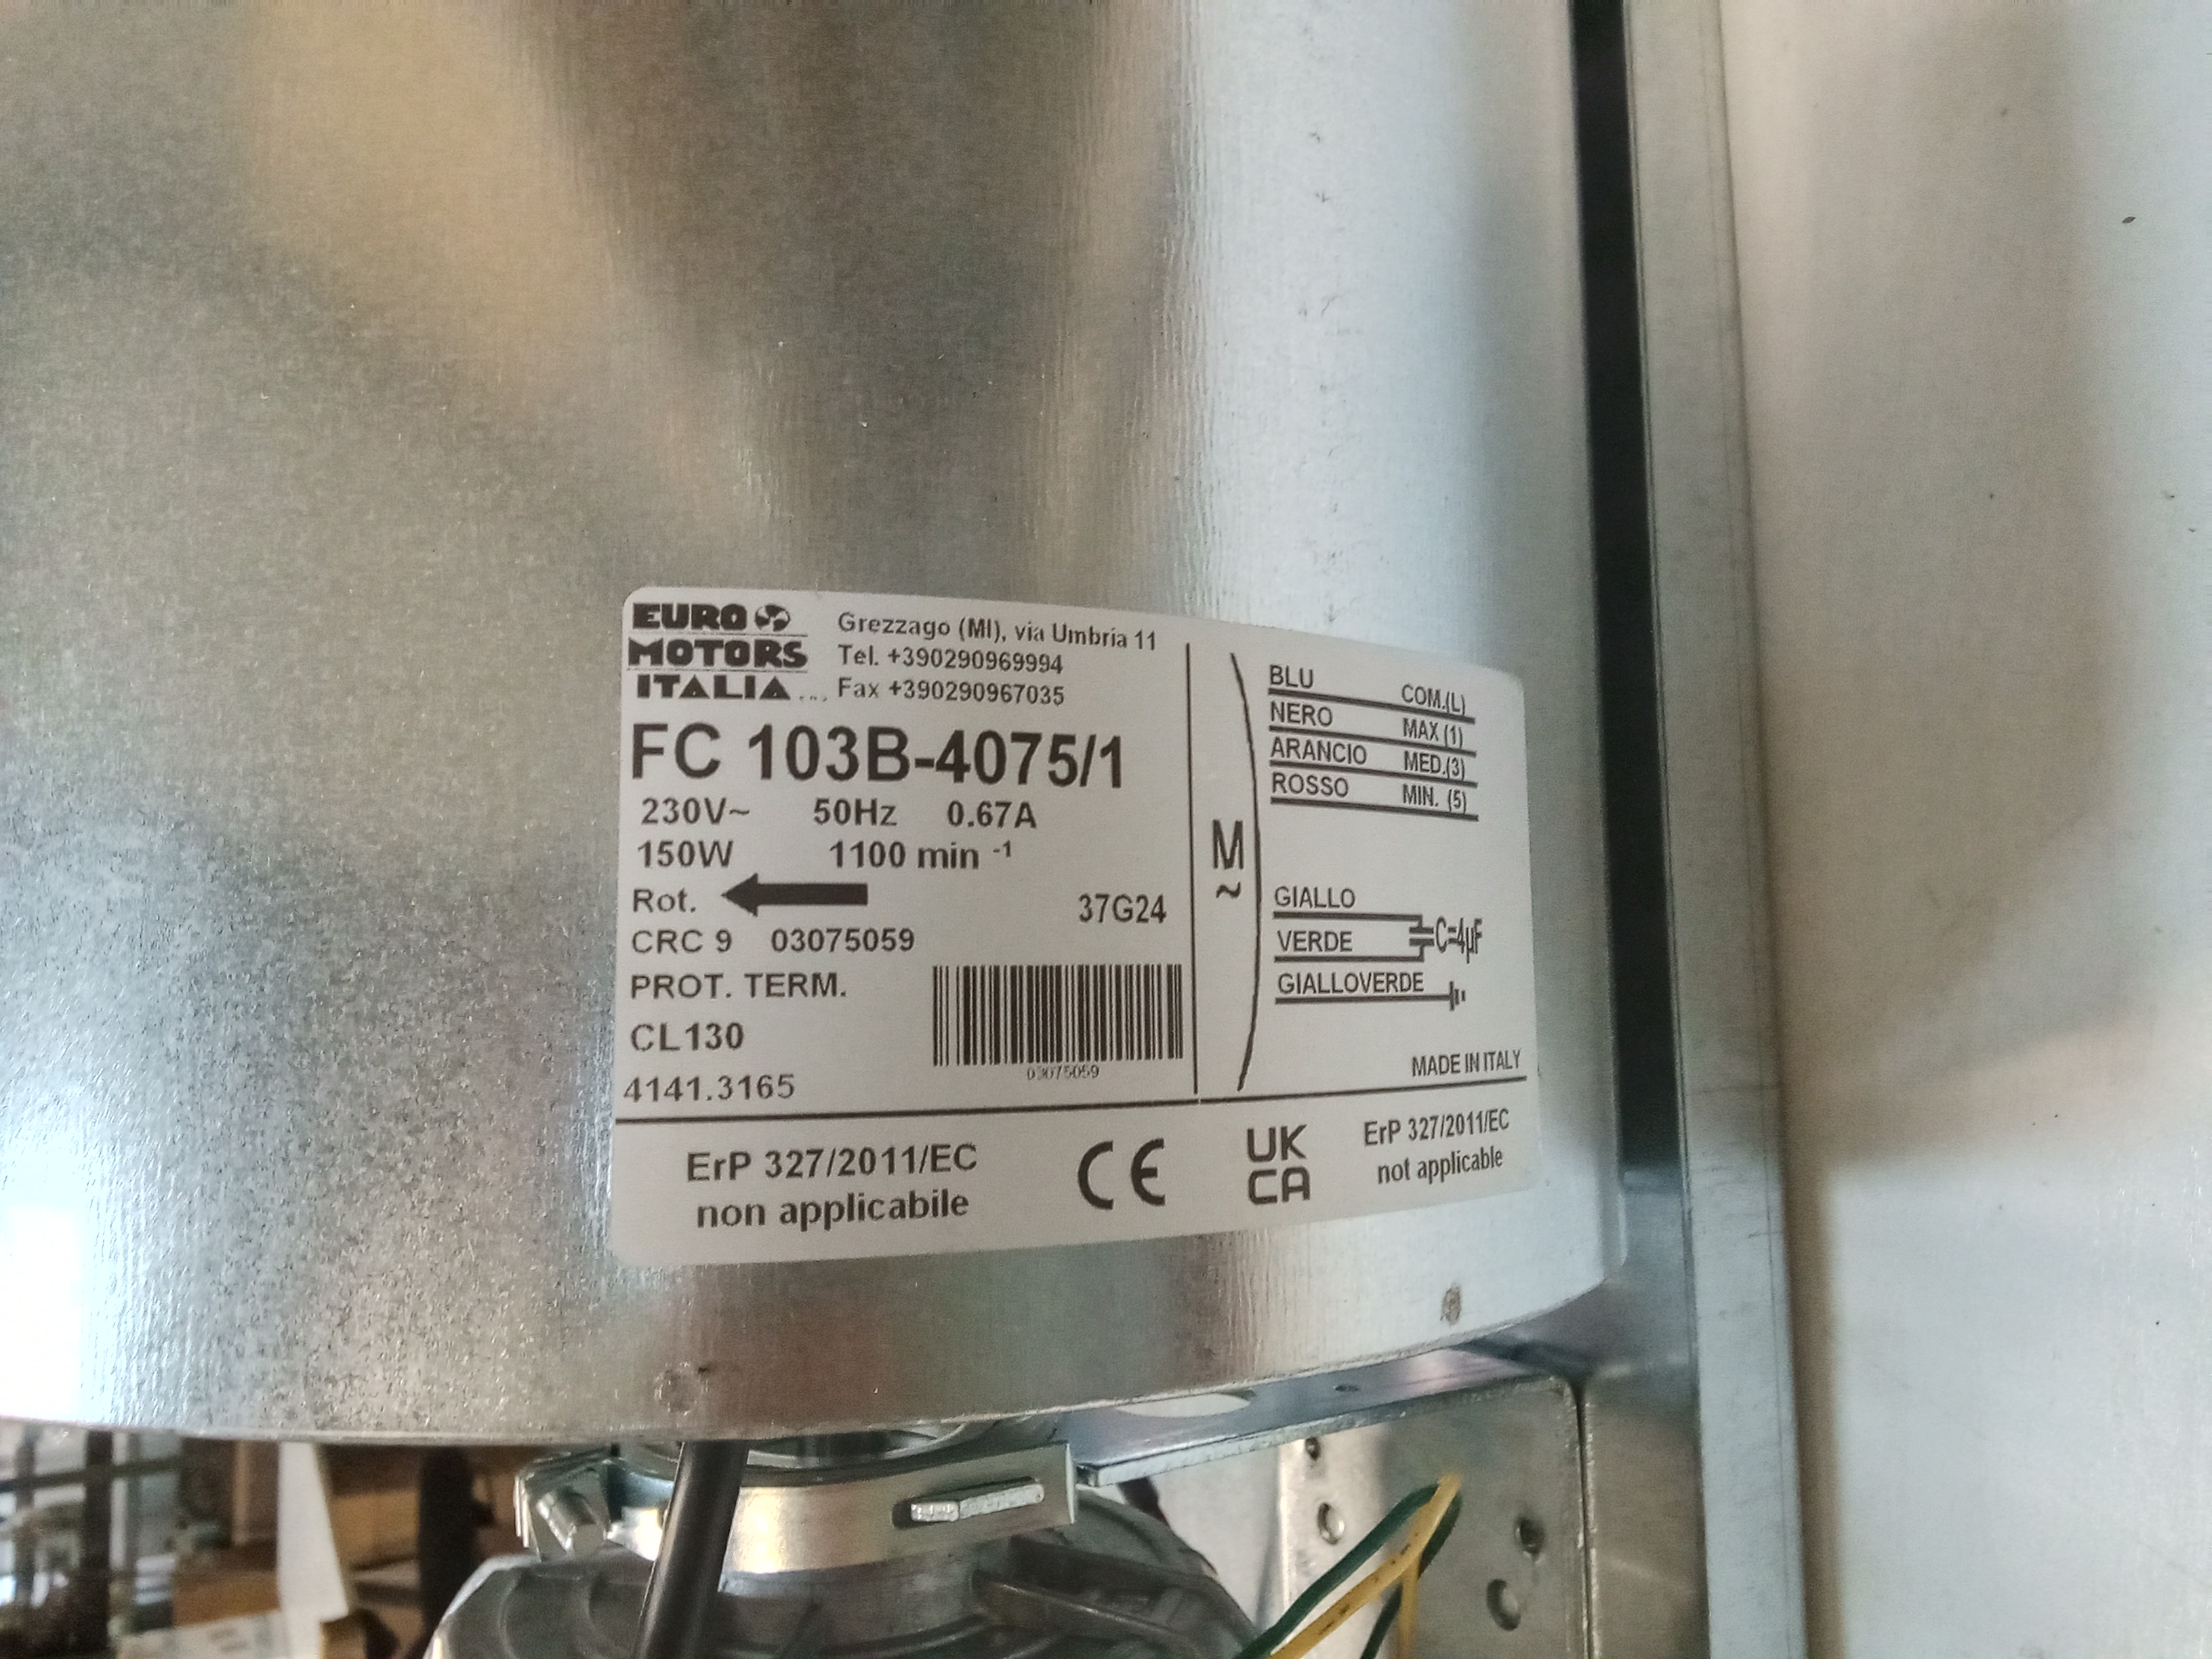 EURO
MOTORS
ITALIA
Grezzago (MI), via Umbria 11
Tel. +390290969994
Fax +390290967035
FC 103B-4075/1
230V~ 50Hz 0.67A
150W 1100 min -1
Rot.
37G24
CRC 9 03075059
PROT. TERM.
CL130
03075059
4141.3165
M
~
BLU COM.(L)
NERO MAX (1)
ARANCIO MED.(3)
ROSSO MIN. (5)
GIALLO
VERDE C=4µF
GIALLOVERDE
MADE IN ITALY
ErP 327/2011/EC
non applicabile
CE
UK
CA
ErP 327/2011/EC
not applicable